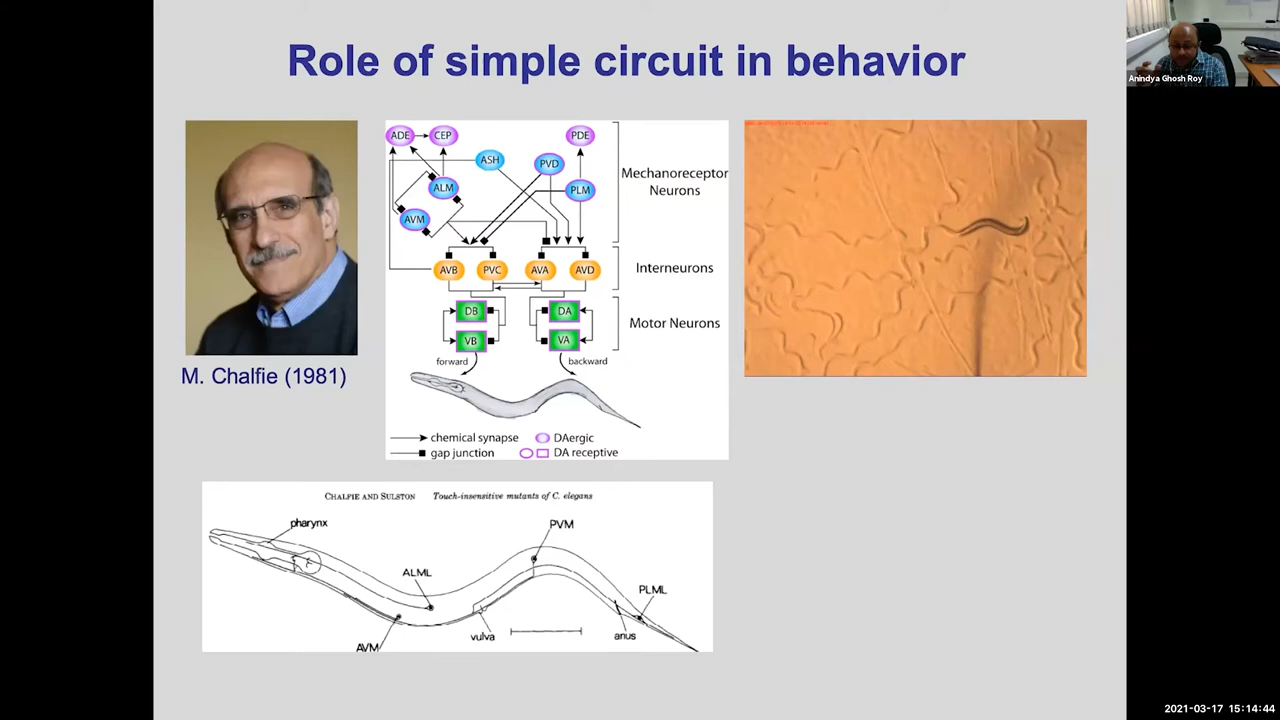 Role of simple circuit in behavior
Anindya Ghosh Roy
M. Chalfie (1981)
ADE
CEP
PDE
ASH
PVD
ALM
PLM
AVM
Mechanoreceptor
Neurons
AVB
PVC
AVA
AVD
Interneurons
DB
DA
Motor Neurons
VB
VA
forward
backward
chemical synapse
DAergic
gap junction
DA receptive
CHALFIE AND SULSTON Touch-insensitive mutants of C. elegans
pharynx
PVM
ALML
PLML
AVM
vulva
anus
2021-03-17 15:14:44